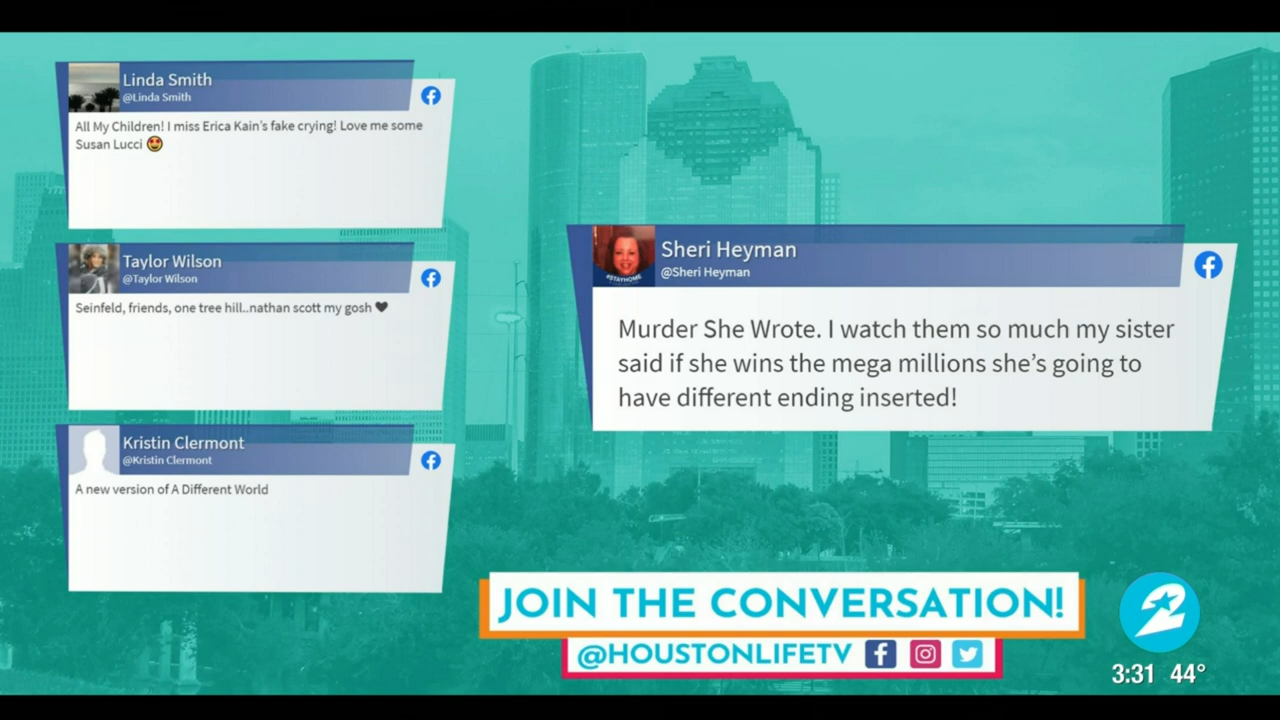 Linda Smith
@Linda Smith
All My Children! I miss Erica Kain's fake crying! Love me some
Susan Lucci 🤩
Taylor Wilson
@Taylor Wilson
Seinfeld, friends, one tree hill..nathan scott my gosh 🖤
Kristin Clermont
@Kristin Clermont
A new version of A Different World
#STAYHOME
Sheri Heyman
@Sheri Heyman
Murder She Wrote. I watch them so much my sister
said if she wins the mega millions she's going to
have different ending inserted!
JOIN THE CONVERSATION!
@HOUSTONLIFETV
2
3:31 44°